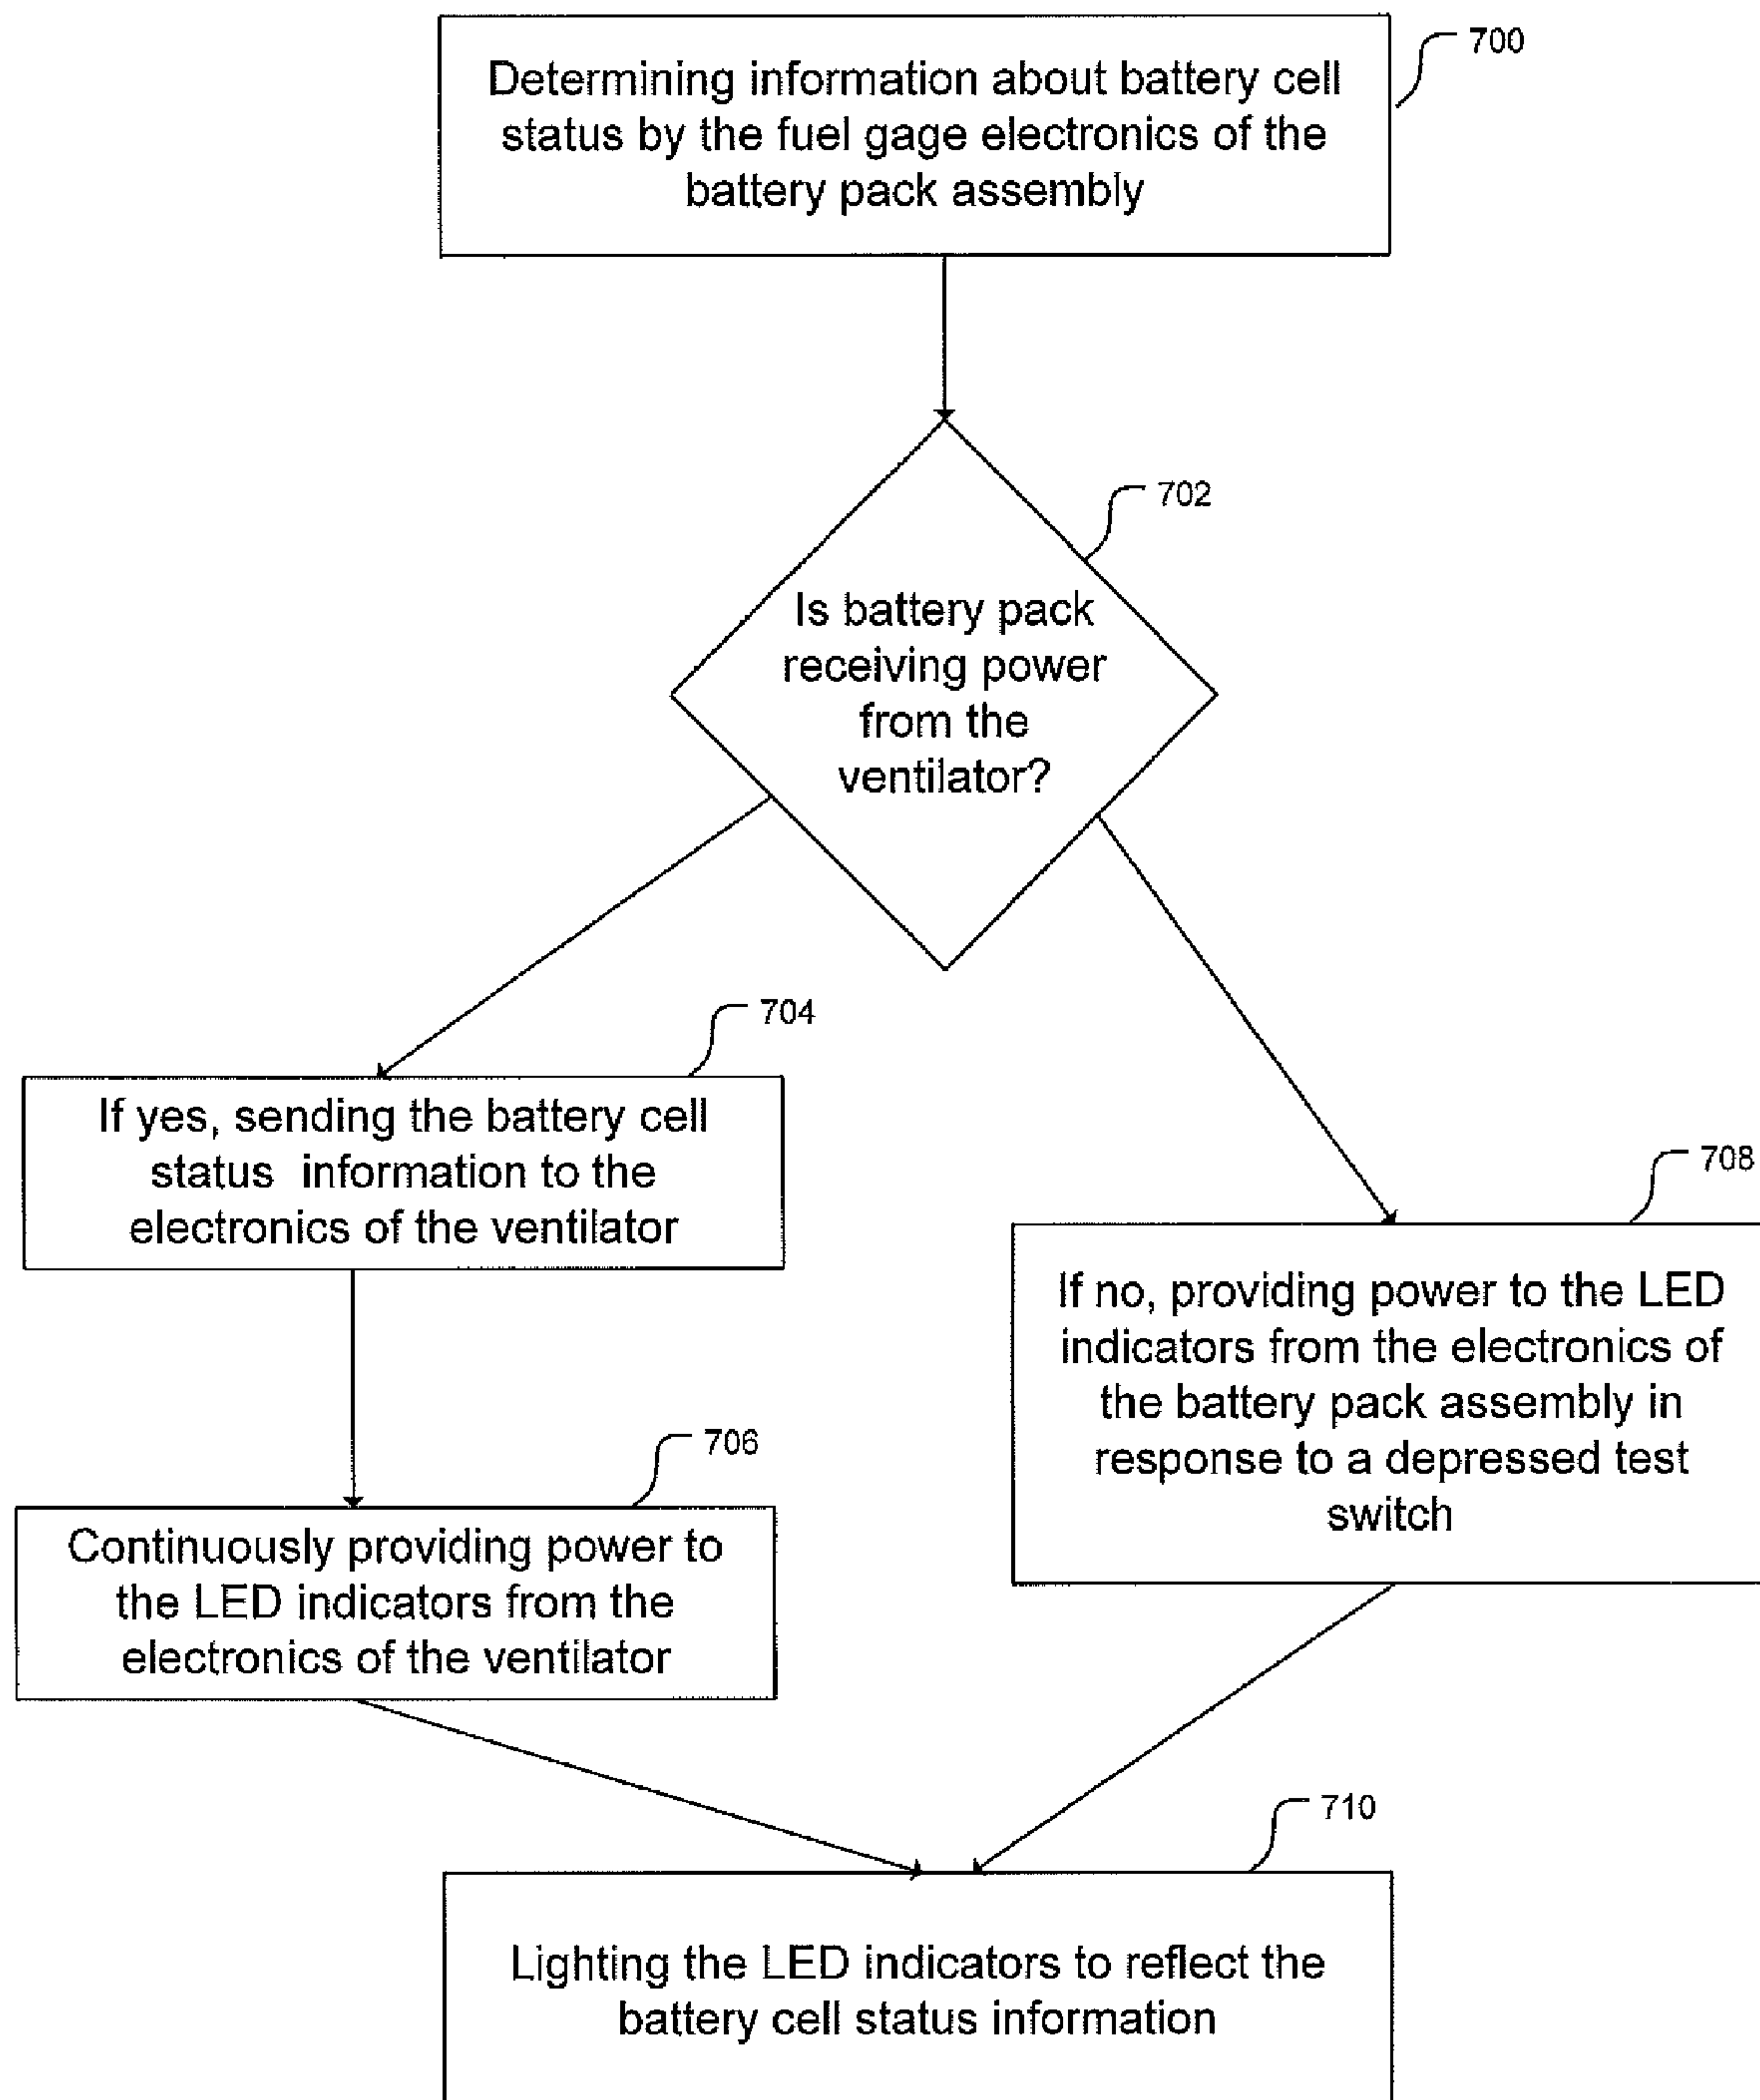 700
Determining information about battery cell
status by the fuel gage electronics of the
battery pack assembly
702
Is battery pack
receiving power
from the
ventilator?
704
If yes, sending the battery cell
status information to the
electronics of the ventilator
708
If no, providing power to the LED
indicators from the electronics of
the battery pack assembly in
response to a depressed test
switch
706
Continuously providing power to
the LED indicators from the
electronics of the ventilator
710
Lighting the LED indicators to reflect the
battery cell status information